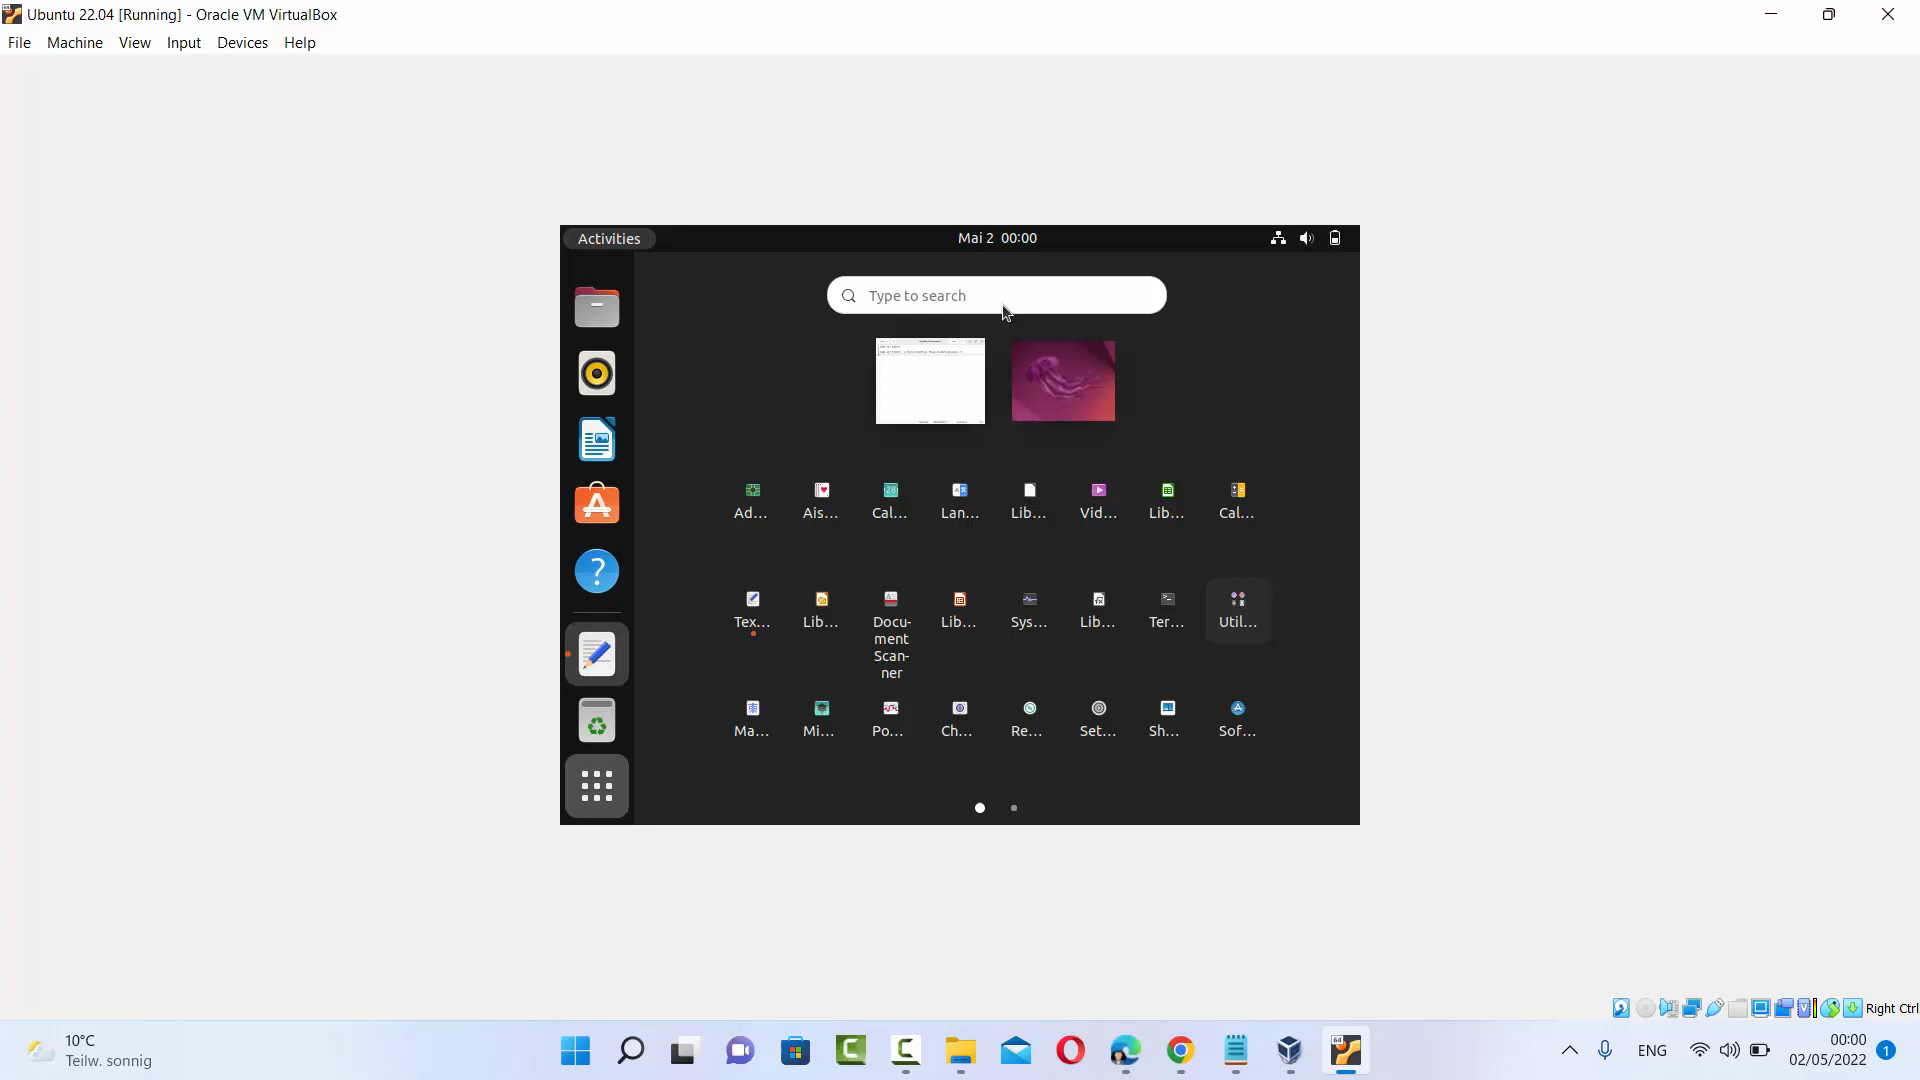 Ubuntu 22.04 [Running] - Oracle VM VirtualBox
File Machine View Input Devices Help
Activities
Mai 2 00:00
Type to search
Ad... Ais... Cal... Lan... Lib... Vid... Lib... Cal...
28
Tex... Lib... Docu-
ment
Scan-
ner
Lib... Sys... Lib... Ter... Util...
Ma... Mi... Po... Ch... Re... Set... Sh... Sof...
Right Ctrl
10°C
Teilw. sonnig
64
ENG
00:00
02/05/2022
1